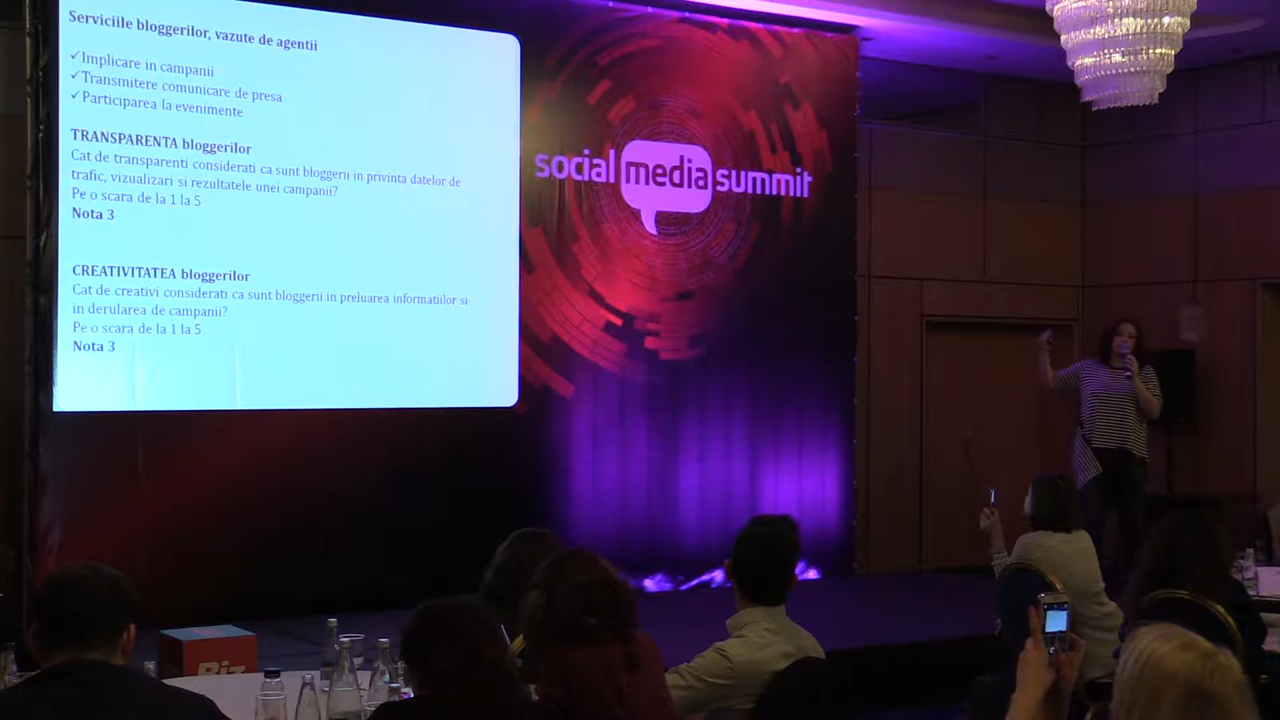 Serviciile bloggerilor, vazute de agentii
✓Implicare in campanii
✓Transmitere comunicare de presa
✓Participarea la evenimente
TRANSPARENTA bloggerilor
Cat de transparenti considerati ca sunt bloggerii in privinta datelor de
trafic, vizualizari si rezultatele unei campanii?
Pe o scara de la 1 la 5
Nota 3
CREATIVITATEA bloggerilor
Cat de creativi considerati ca sunt bloggerii in preluarea informatiilor si
in derularea de campanii?
Pe o scara de la 1 la 5
Nota 3
social media summit
Biz